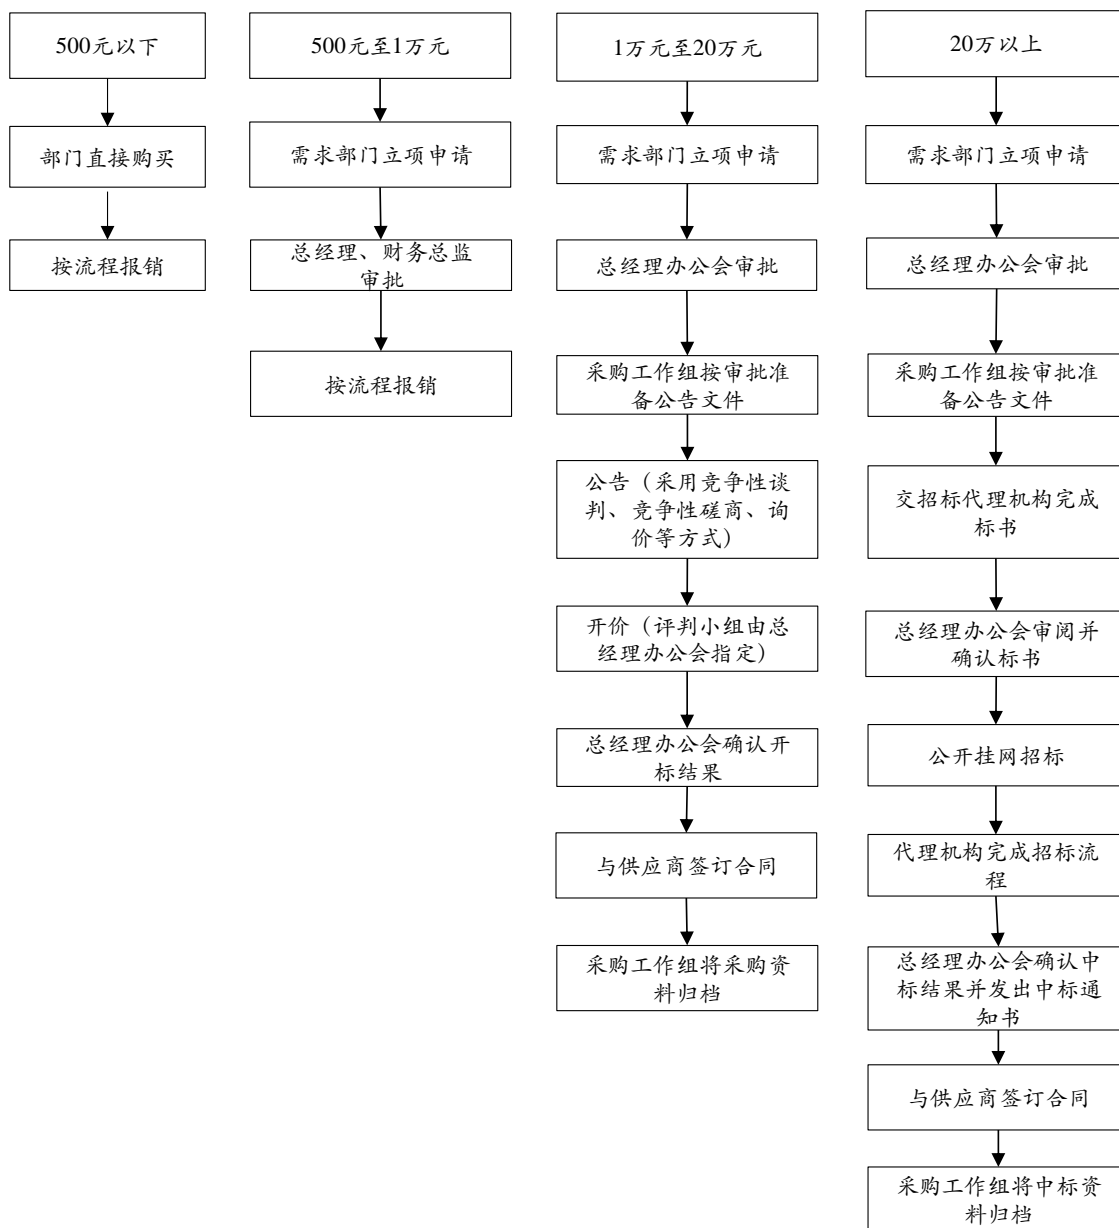 500元以下
部门直接购买
按流程报销
500元至1万元
需求部门立项申请
总经理、财务总监
审批
按流程报销
1万元至20万元
需求部门立项申请
总经理办公会审批
采购工作组按审批准
备公告文件
公告（采用竞争性谈
判、竞争性磋商、询
价等方式）
开价（评判小组由总
经理办公会指定）
总经理办公会确认开
标结果
与供应商签订合同
采购工作组将采购资
料归档
20万以上
需求部门立项申请
总经理办公会审批
采购工作组按审批准
备公告文件
交招标代理机构完成
标书
总经理办公会审阅并
确认标书
公开挂网招标
代理机构完成招标流
程
总经理办公会确认中
标结果并发出中标通
知书
与供应商签订合同
采购工作组将中标资
料归档